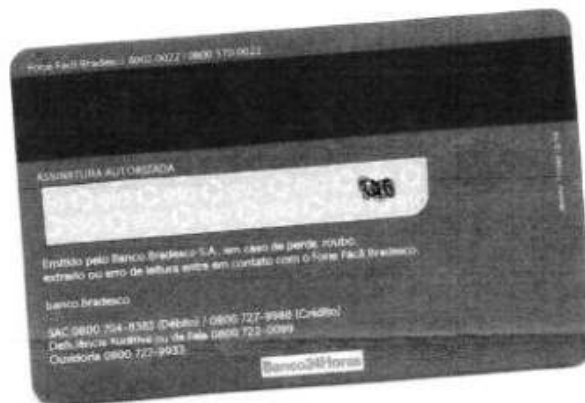 Fone Fácil Bradesco 4002 0022 / 0800 570 0022
ASSINATURA AUTORIZADA
Emitido pelo Banco Bradesco S.A. em caso de perda, roubo,
extravio ou erro de leitura entre em contato com o Fone Fácil Bradesco.
banco.bradesco
SAC 0800 704-8383 (Débito) / 0800 727-9988 (Crédito)
Deficiência Auditiva ou de Fala 0800 722-0099
Ouvidoria 0800 722-9933
Banco24Horas